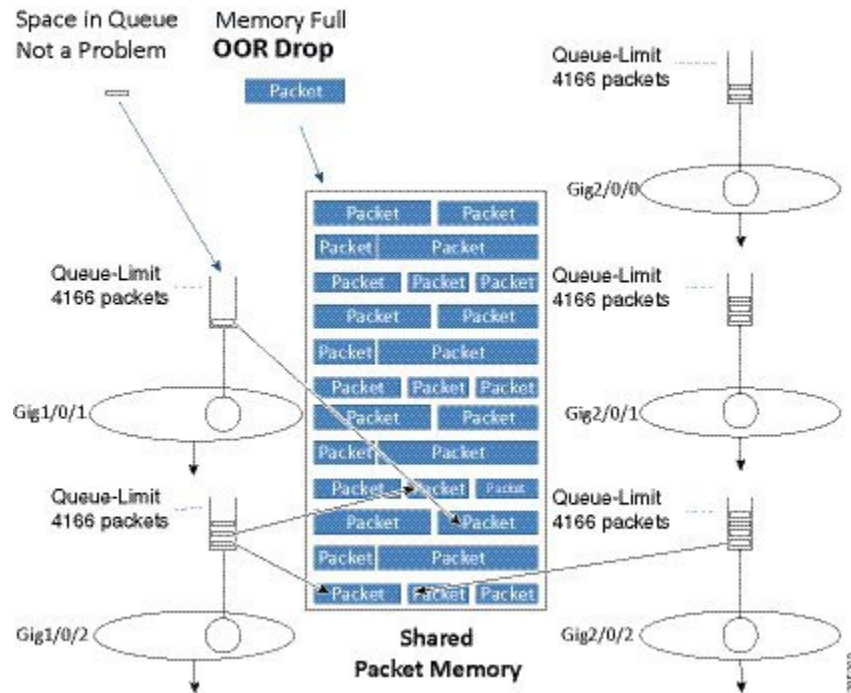 Space in Queue
Not a Problem
Memory Full
OOR Drop
Packet
Queue-Limit
4166 packets
Gig2/0/0
Queue-Limit
4166 packets
Gig1/0/1
Queue-Limit
4166 packets
Gig2/0/1
Queue-Limit
4166 packets
Gig1/0/2
Packet Packet
Packet Packet
Packet Packet Packet
Packet Packet
Packet Packet
Packet Packet Packet
Packet Packet
Packet Packet
Packet Packet Packet
Packet Packet
Packet Packet
Packet Packet Packet
Shared
Packet Memory
Queue-Limit
4166 packets
Gig2/0/2